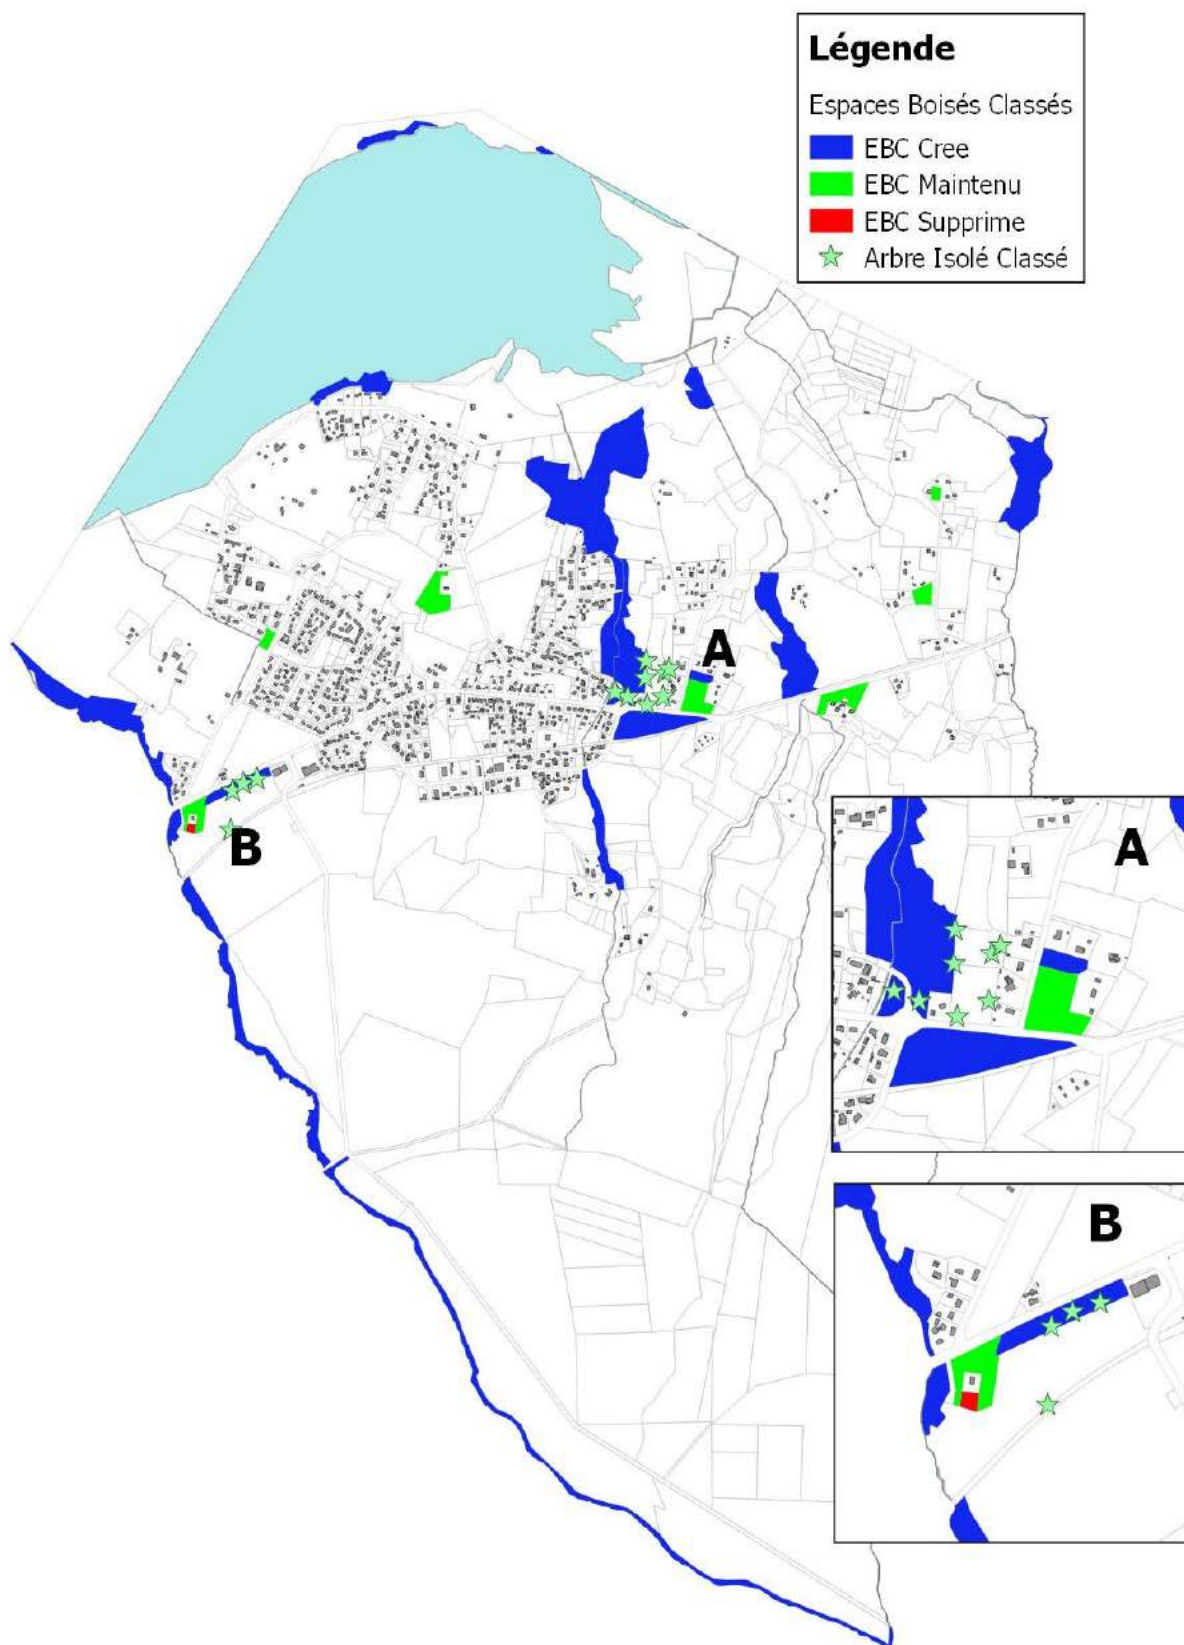 Légende
Espaces Boisés Classés
EBC Cree
EBC Maintenu
EBC Supprime
Arbre Isolé Classé
A
B
A
B